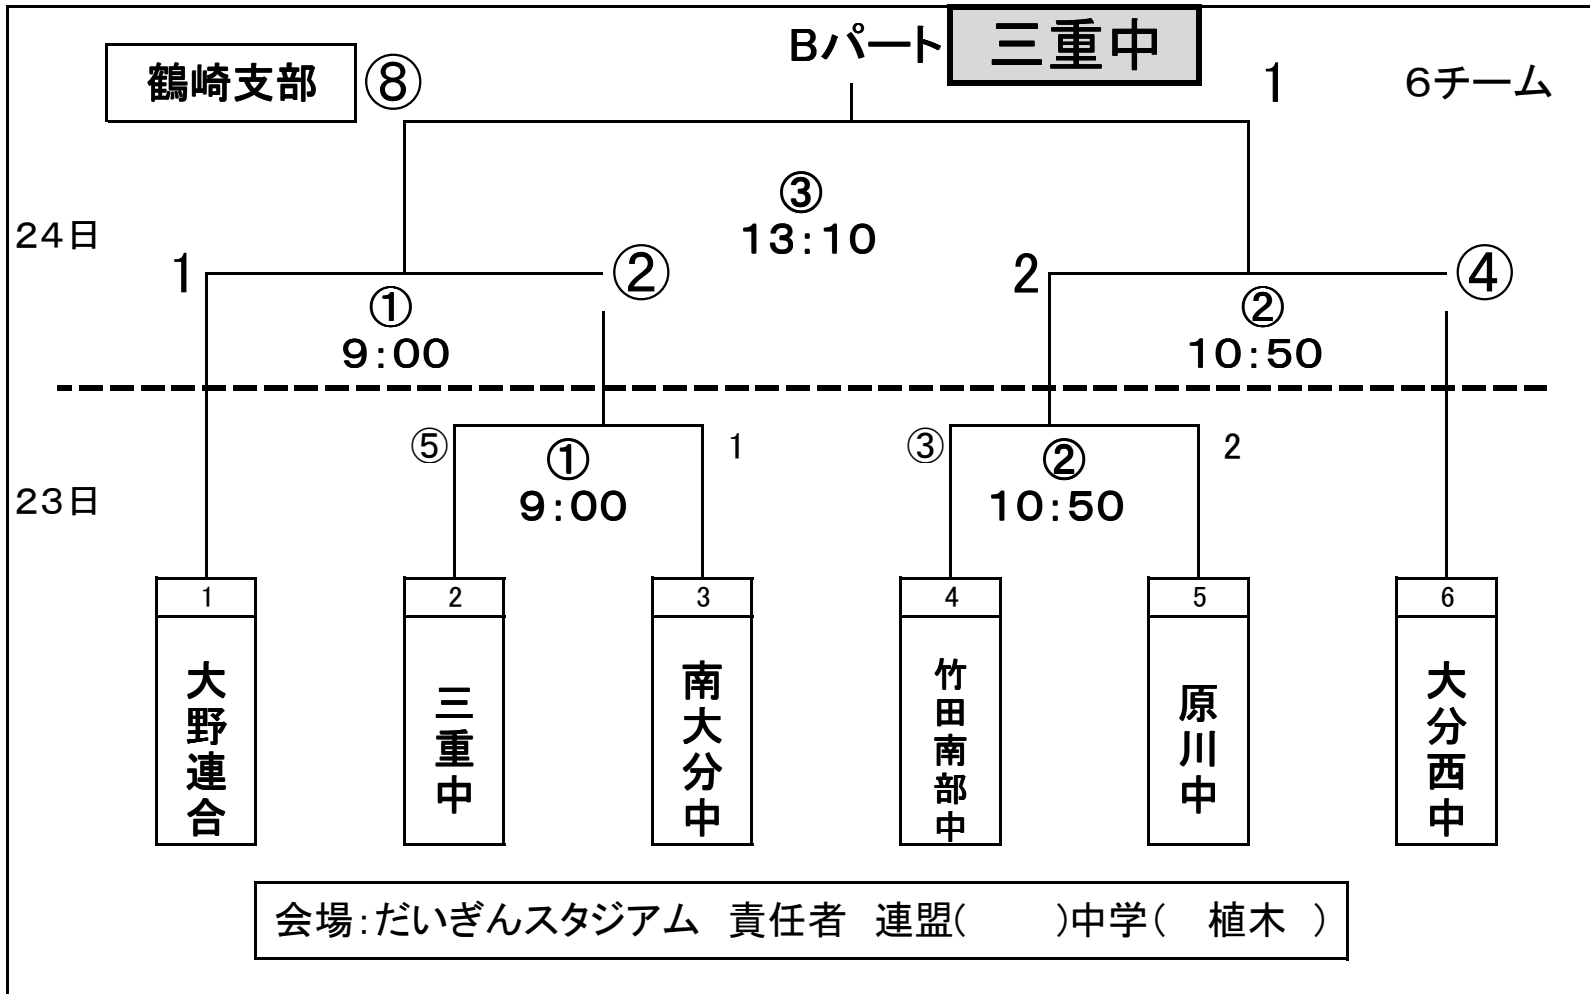 Bパート 三重中
鶴崎支部 ⑧ 1 6チーム
③
13:10
24日
1 ② 2 ④
① ②
9:00 10:50
⑤ ① 1 ③ ② 2
9:00 10:50
23日
1 2 3 4 5 6
大野連合
三重中
南大分中
竹田南部中
原川中
大分西中
会場:だいぎんスタジアム 責任者 連盟( )中学( 植木 )